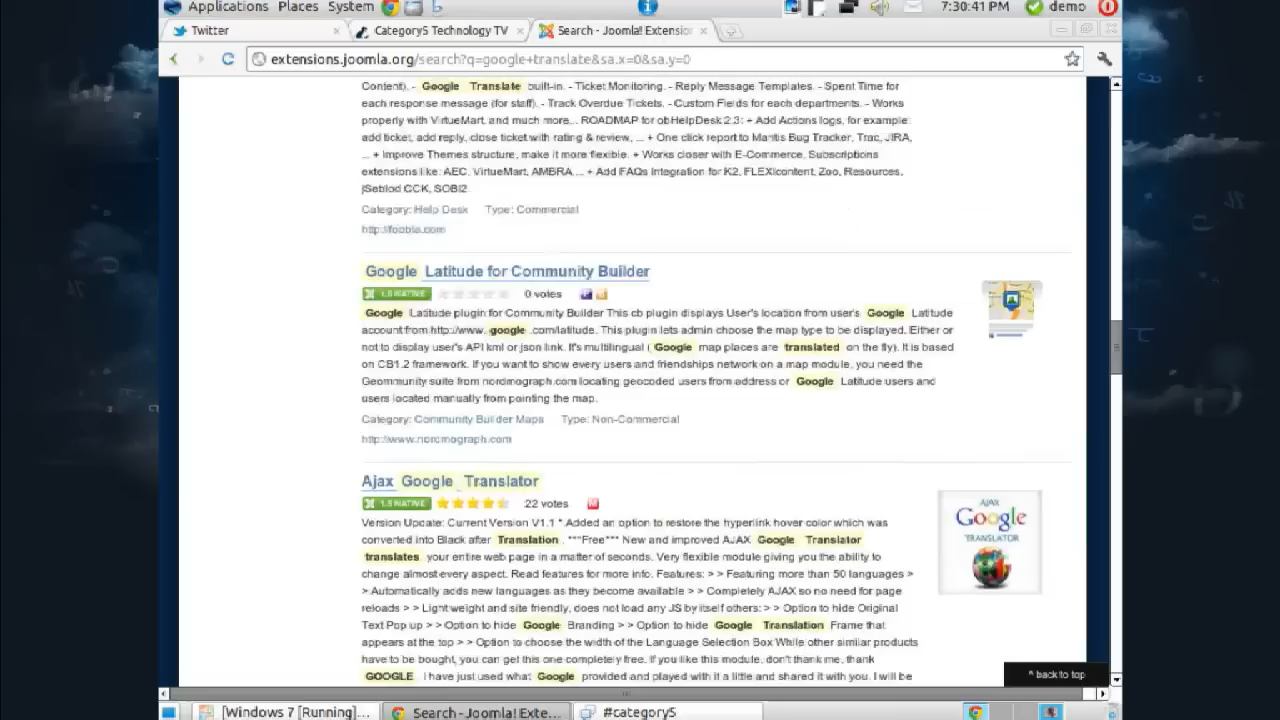 Applications Places System 7:30:41 PM demo
Twitter Category5 Technology TV Search - Joomla! Extensio
extensions.joomla.org/search?q=google+translate&sa.x=0&sa.y=0
Content). - Google Translate built-in. - Ticket Monitoring. - Reply Message Templates. - Spent Time for
each response message (for staff). - Track Overdue Tickets. - Custom Fields for each departments. - Works
properly with VirtueMart, and much more... ROADMAP for obHelpDesk 2.3: + Add Actions logs, for example:
add ticket, add reply, close ticket with rating & review, ... + One click report to Mantis Bug Tracker, Trac, JIRA,
... + Improve Themes structure, make it more flexible. + Works closer with E-Commerce, Subscriptions
extensions like: AEC, VirtueMart, AMBRA.... + Add FAQs Integration for K2, FLEXIcontent, Zoo, Resources,
jSeblod CCK, SOBI2.
Category: Help Desk Type: Commercial
http://foobla.com
Google Latitude for Community Builder
1.5 NATIVE 0 votes
Google Latitude plugin for Community Builder This cb plugin displays User's location from user's Google Latitude
account from http://www. google .com/latitude. This plugin lets admin choose the map type to be displayed. Either or
not to display user's API kml or json link. It's multilingual ( Google map places are translated on the fly). It is based
on CB1.2 framework. If you want to show every users and friendships network on a map module, you need the
Geommunity suite from nordmograph.com locating geocoded users from address or Google Latitude users and
users located manually from pointing the map.
Category: Community Builder Maps Type: Non-Commercial
http://www.nordmograph.com
Ajax Google Translator
1.5 NATIVE 22 votes
AJAX
Google
TRANSLATOR
Version Update: Current Version V1.1 * Added an option to restore the hyperlink hover color which was
converted into Black after Translation . ***Free*** New and improved AJAX Google Translator
translates your entire web page in a matter of seconds. Very flexible module giving you the ability to
change almost every aspect. Read features for more info. Features: > > Featuring more than 50 languages >
> Automatically adds new languages as they become available > > Completely AJAX so no need for page
reloads > > Light weight and site friendly, does not load any JS by itself others: > > Option to hide Original
Text Pop up > > Option to hide Google Branding > > Option to hide Google Translation Frame that
appears at the top > > Option to choose the width of the Language Selection Box While other similar products
have to be bought, you can get this one completely free. If you like this module, don't thank me, thank
GOOGLE . I have just used what Google provided and played with it a little and shared it with you. I will be
^ back to top
[Windows 7 [Running]... Search - Joomla! Exte... #category5